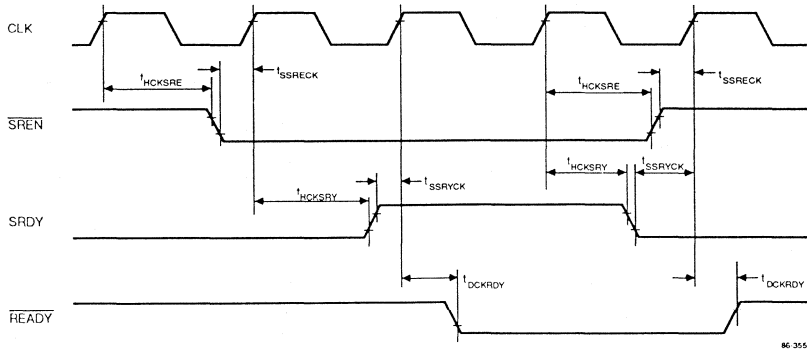 CLK
tHCKSRE
tSSRECK
tHCKSRE
tSSRECK
SREN
tHCKSRY
tSSRYCK
tHCKSRY
tSSRYCK
SRDY
tDCKRDY
tDCKRDY
READY
86-355